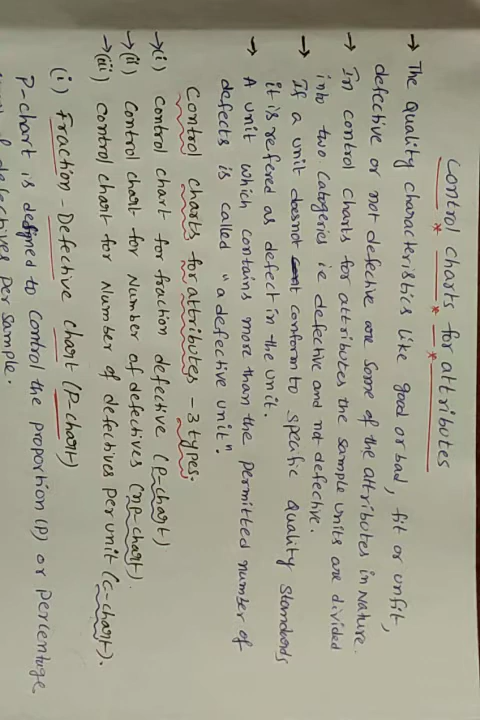 Control charts for attributes
→ The quality characteristics like good or bad, fit or unfit,
defective or not defective are some of the attributes in nature.
→ In control charts for attributes the sample units are divided
into two categeries ie defective and not defective.
→ If a unit doesnot conform to specific quality standards
it is refered as defect in the unit.
→ A unit which contains more than the permitted number of
defects is called "a defective unit".
Control charts for attributes - 3 types.
→(i) control chart for fraction defective (p-chart)
→(ii) control chart for Number of defectives (np-chart).
→(iii) control chart for Number of defectives per unit (c-chart).
(i) Fraction - Defective chart (P-chart)
P-chart is defined to control the proportion (P) or percentage
of defectives per sample.